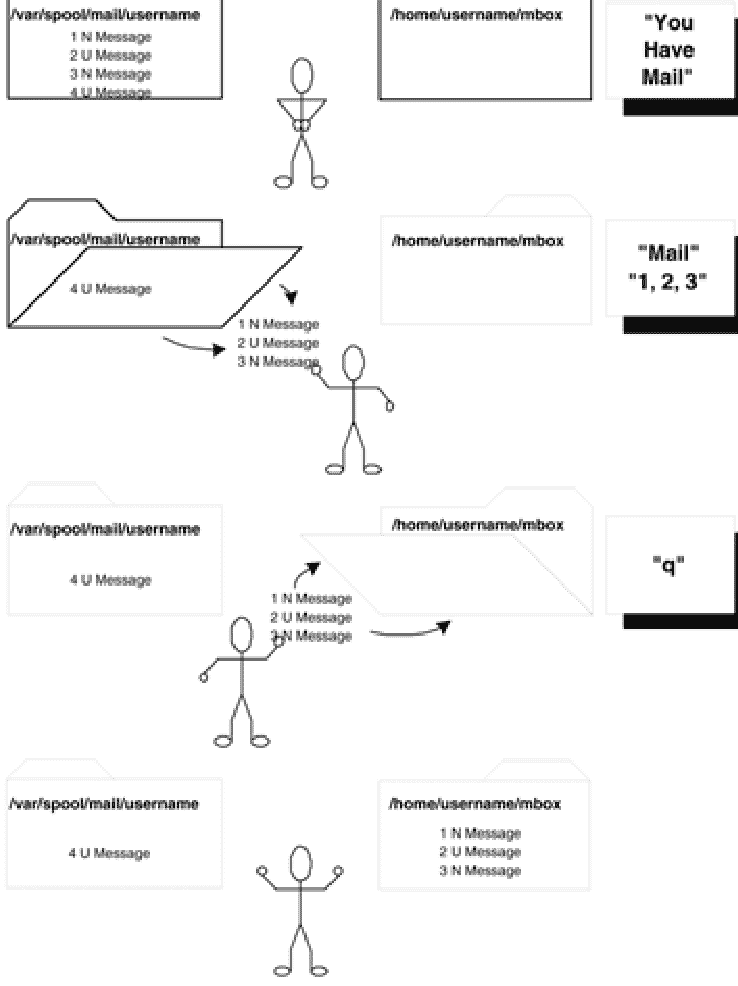 /var/spool/mail/username
1 N Message
2 U Message
3 N Message
4 U Message
/home/username/mbox
"You
Have
Mail"
/var/spool/mail/username
4 U Message
1 N Message
2 U Message
3 N Message
/home/username/mbox
"Mail"
"1, 2, 3"
/var/spool/mail/username
4 U Message
1 N Message
2 U Message
3 N Message
/home/username/mbox
"q"
/var/spool/mail/username
4 U Message
/home/username/mbox
1 N Message
2 U Message
3 N Message